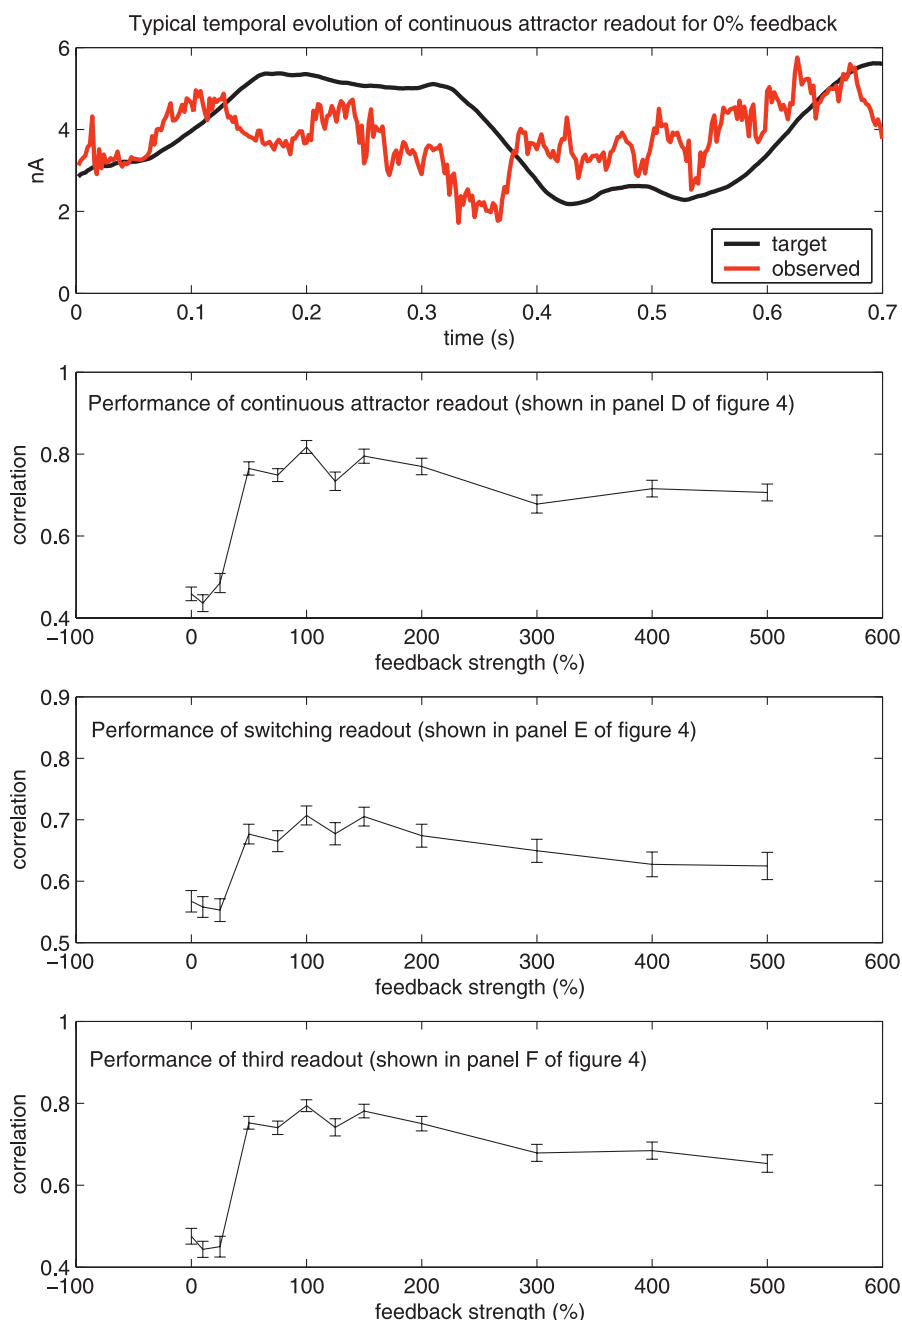 Typical temporal evolution of continuous attractor readout for 0% feedback
6
4
2
0
nA
target
observed
0 0.1 0.2 0.3 0.4 0.5 0.6 0.7
time (s)
1
Performance of continuous attractor readout (shown in panel D of figure 4)
0.8
0.6
0.4
correlation
−100 0 100 200 300 400 500 600
feedback strength (%)
0.9
Performance of switching readout (shown in panel E of figure 4)
0.8
0.7
0.6
0.5
correlation
−100 0 100 200 300 400 500 600
feedback strength (%)
1
Performance of third readout (shown in panel F of figure 4)
0.8
0.6
0.4
correlation
−100 0 100 200 300 400 500 600
feedback strength (%)